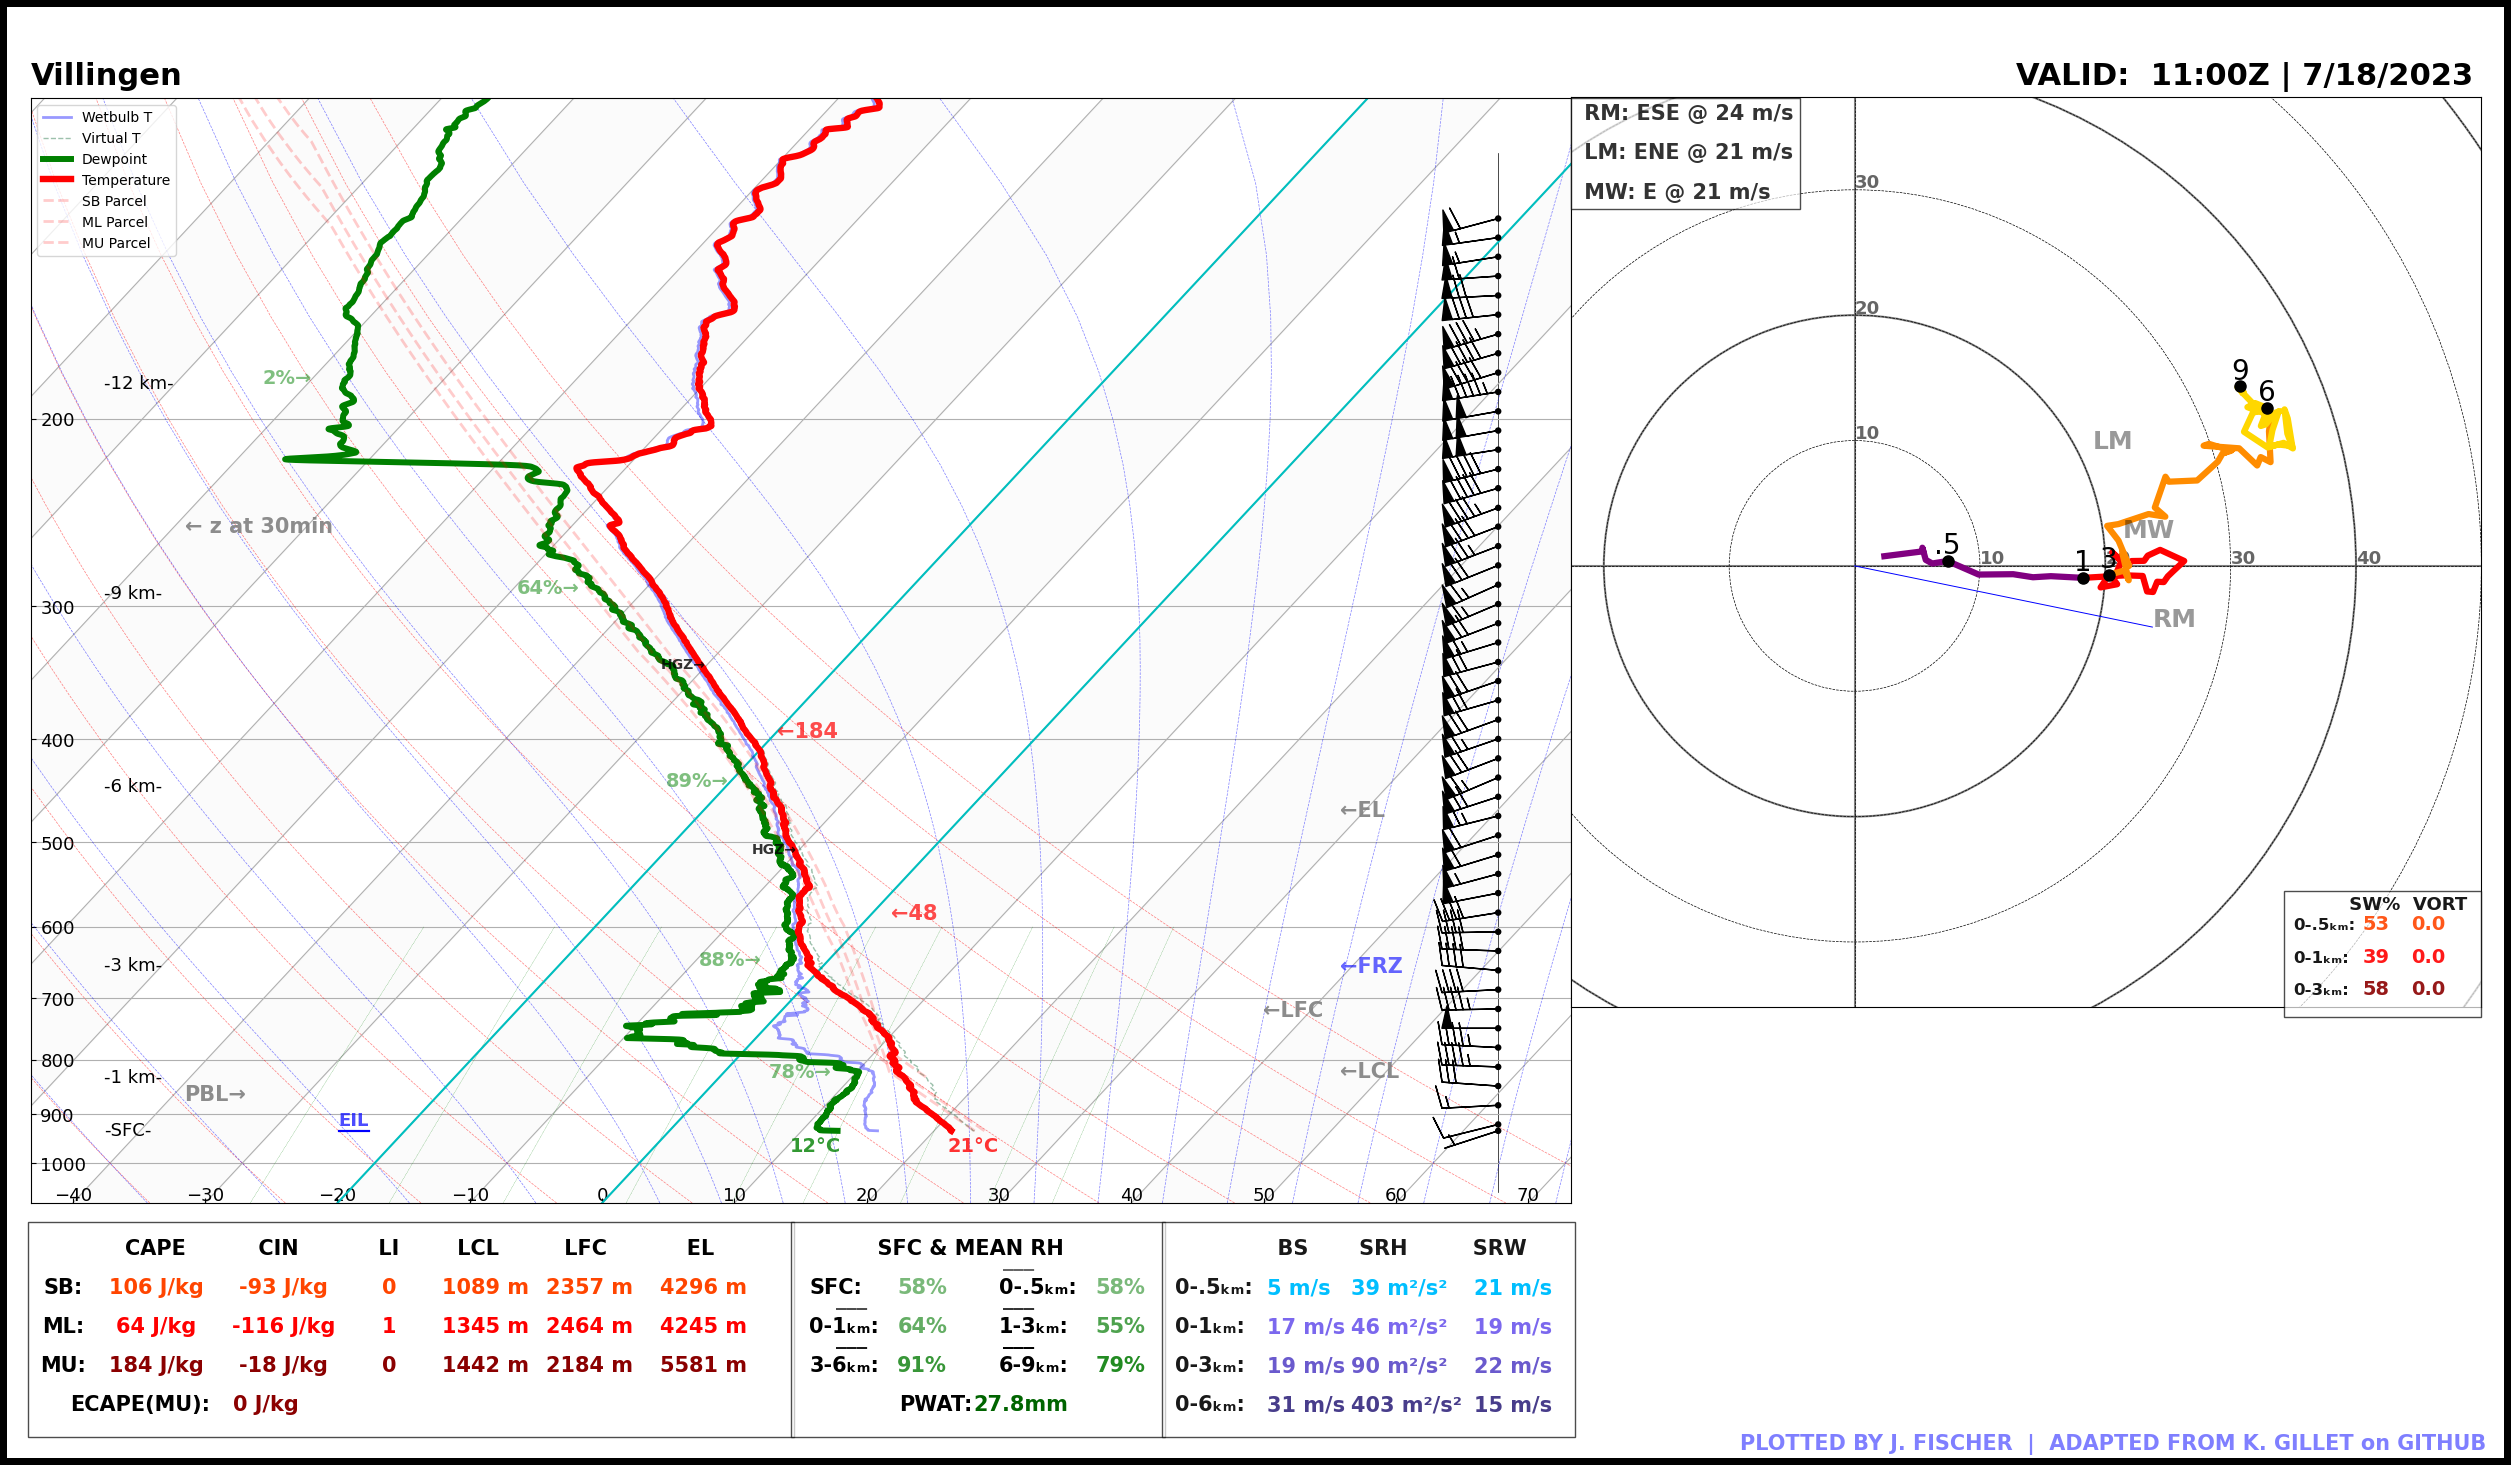 Villingen
VALID:  11:00Z | 7/18/2023
Wetbulb T
Virtual T
Dewpoint
Temperature
SB Parcel
ML Parcel
MU Parcel
2%→
-12 km-
200
← z at 30min
64%→
-9 km-
300
HGZ→
←184
400
89%→
-6 km-
←EL
500
HGZ→
←48
600
88%→
-3 km-
←FRZ
700
←LFC
800
78%→
-1 km-
←LCL
PBL→
900
EIL
-SFC-
12°C
21°C
1000
−40 −30 −20 −10 0 10 20 30 40 50 60 70
RM: ESE @ 24 m/s
LM: ENE @ 21 m/s
MW: E @ 21 m/s
30
20
9
6
10
LM
MW
.5
1
3
10
30
40
RM
SW% VORT
0-.5ₖₘ: 53 0.0
0-1ₖₘ: 39 0.0
0-3ₖₘ: 58 0.0
CAPE CIN LI LCL LFC EL
SB: 106 J/kg -93 J/kg 0 1089 m 2357 m 4296 m
ML: 64 J/kg -116 J/kg 1 1345 m 2464 m 4245 m
MU: 184 J/kg -18 J/kg 0 1442 m 2184 m 5581 m
ECAPE(MU): 0 J/kg
SFC & MEAN RH
SFC: 58% 0-.5ₖₘ: 58%
0-1ₖₘ: 64% 1-3ₖₘ: 55%
3-6ₖₘ: 91% 6-9ₖₘ: 79%
PWAT: 27.8mm
BS SRH SRW
0-.5ₖₘ: 5 m/s 39 m²/s² 21 m/s
0-1ₖₘ: 17 m/s 46 m²/s² 19 m/s
0-3ₖₘ: 19 m/s 90 m²/s² 22 m/s
0-6ₖₘ: 31 m/s 403 m²/s² 15 m/s
PLOTTED BY J. FISCHER  |  ADAPTED FROM K. GILLET on GITHUB